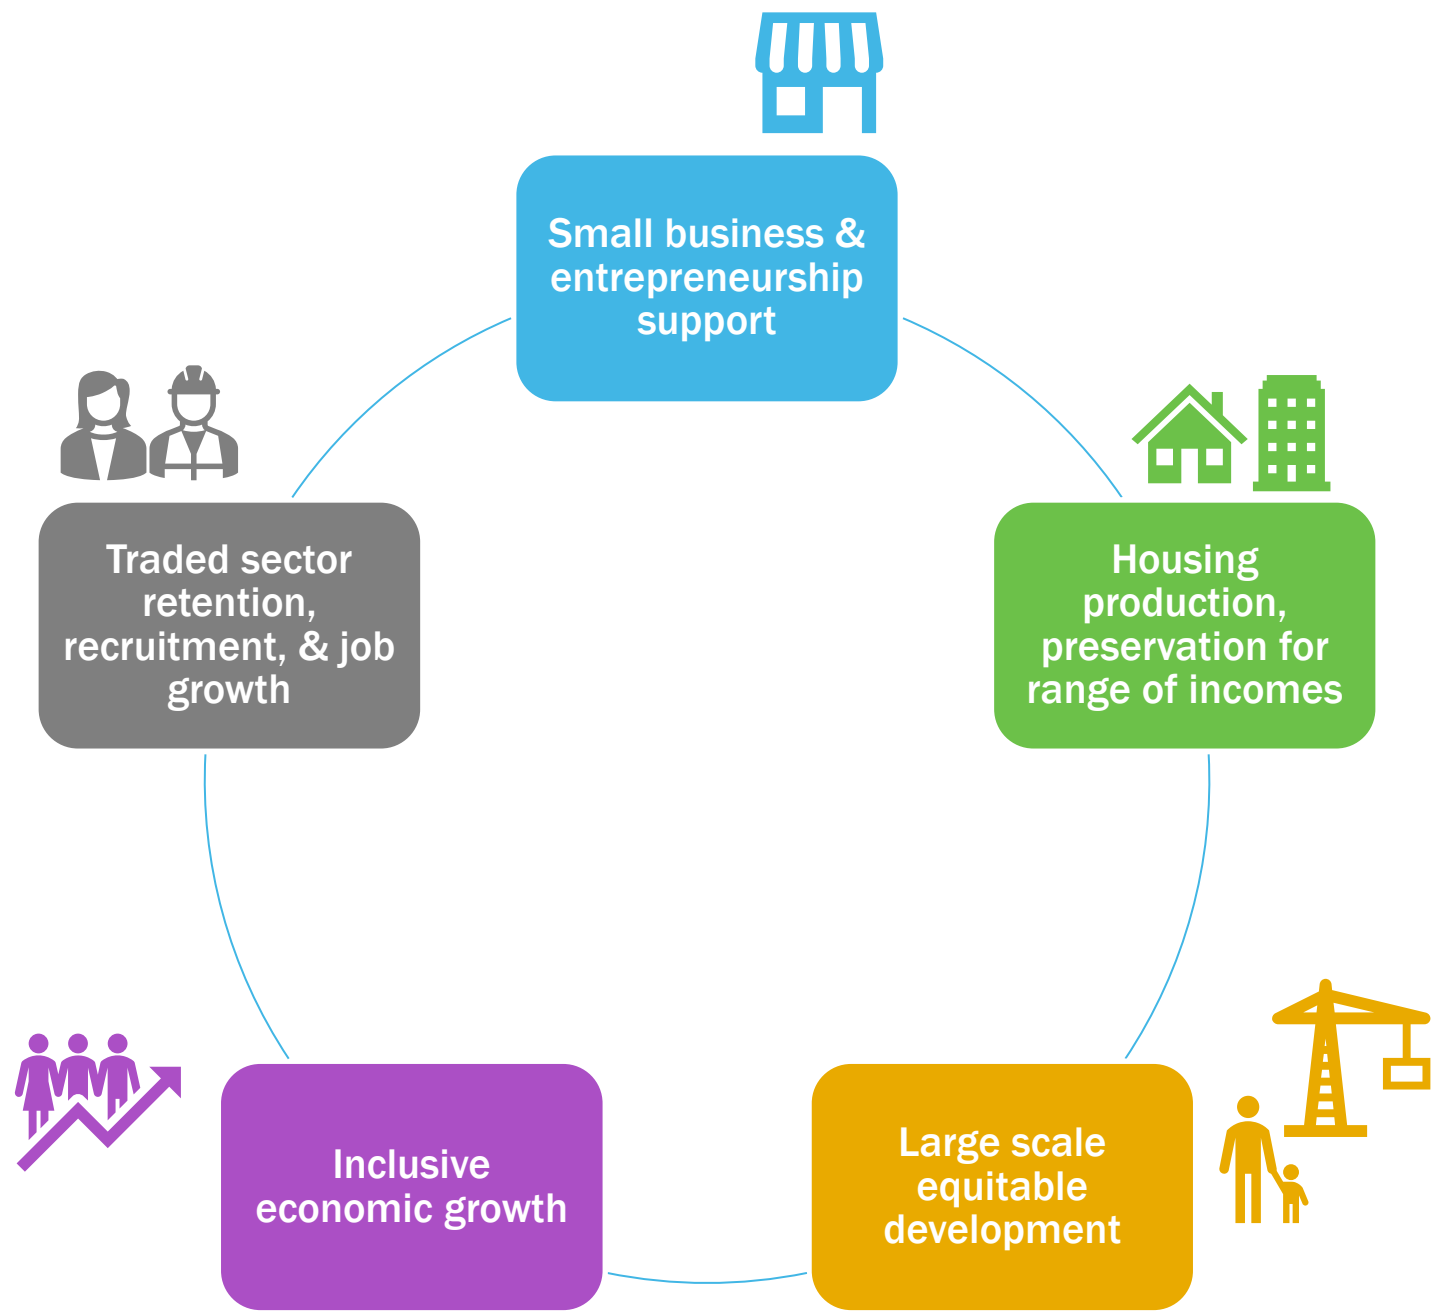 Small business &
entrepreneurship
support
Traded sector
retention,
recruitment, & job
growth
Housing
production,
preservation for
range of incomes
Inclusive
economic growth
Large scale
equitable
development